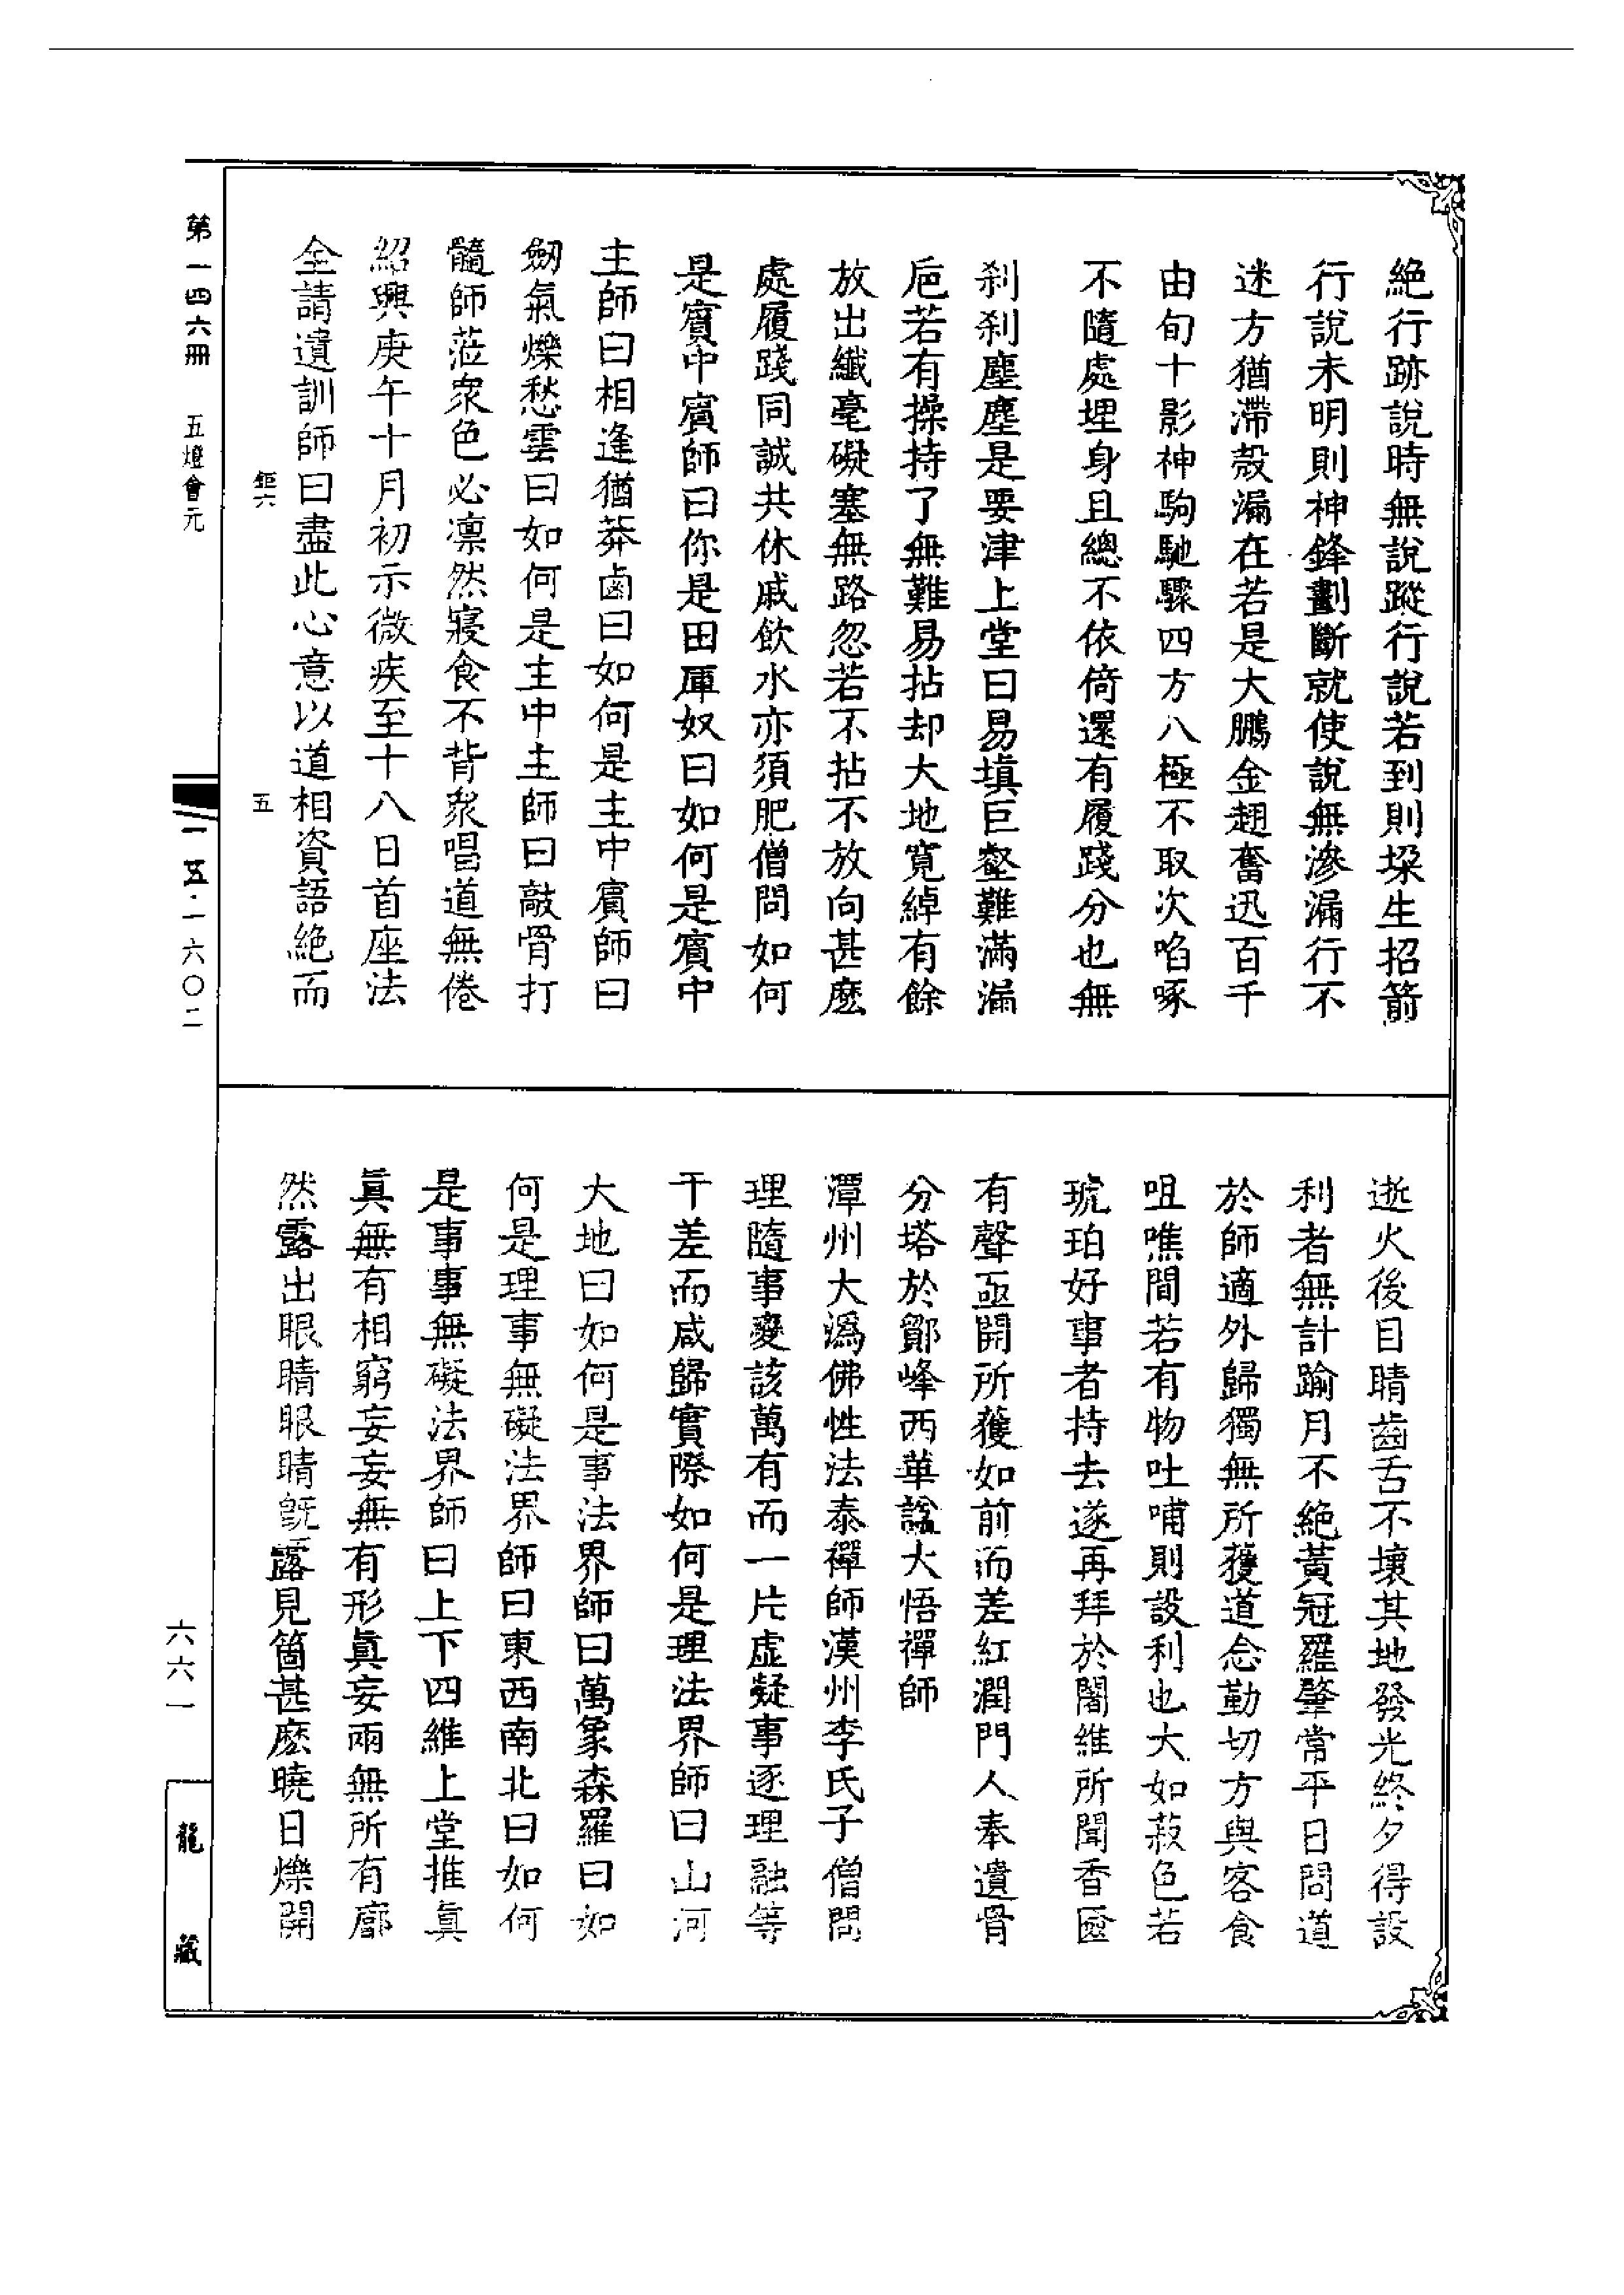 絶行跡說時無說蹤行說若到則垜生招箭
行說未明則神鋒劃斷就使說無滲漏行不
迷方猶滯殼漏在若是大鵬金翅奮迅百千
由旬十影神駒馳驟四方八極不取次啗啄
不隨處埋身且總不依倚還有履踐分也無
刹刹塵塵是要津上堂曰易填巨壑難滿漏
巵若有操持了無難易拈却大地寬綽有餘
放出纖毫礙塞無路忽若不拈不放向甚麽
處履踐同誠共休戚飲水亦須肥僧問如何
是賓中賓師曰你是田厙奴曰如何是賓中
主師曰相逢猶莽鹵曰如何是主中賓師曰
劒氣爍愁雲曰如何是主中主師曰敲骨打
髓師蒞衆色必凛然寢食不背衆唱道無倦
紹興庚午十月初示微疾至十八日首座法
全請遺訓師曰盡此心意以道相資語絶而
鉅六
五
逝火後目睛齒舌不壞其地發光終夕得設
利者無計踰月不絶黃冠羅肇常平日問道
於師適外歸獨無所獲道念勤切方與客食
咀嚼間若有物吐哺則設利也大如菽色若
琥珀好事者持去遂再拜於闍維所聞香匳
有聲亟開所獲如前而差紅潤門人奉遺骨
分塔於鄮峰西華諡大悟禪師
潭州大溈佛性法泰禪師漢州李氏子僧問
理隨事變該萬有而一片虛凝事逐理融等
千差而咸歸實際如何是理法界師曰山河
大地曰如何是事法界師曰萬象森羅曰如
何是理事無礙法界師曰東西南北曰如何
是事事無礙法界師曰上下四維上堂推眞
眞無有相窮妄妄無有形眞妄兩無所有廓
然露出眼睛眼睛旣露見箇甚麽曉日爍開
第一四六冊 五燈會元
一五·一六〇二
六六一
龍藏